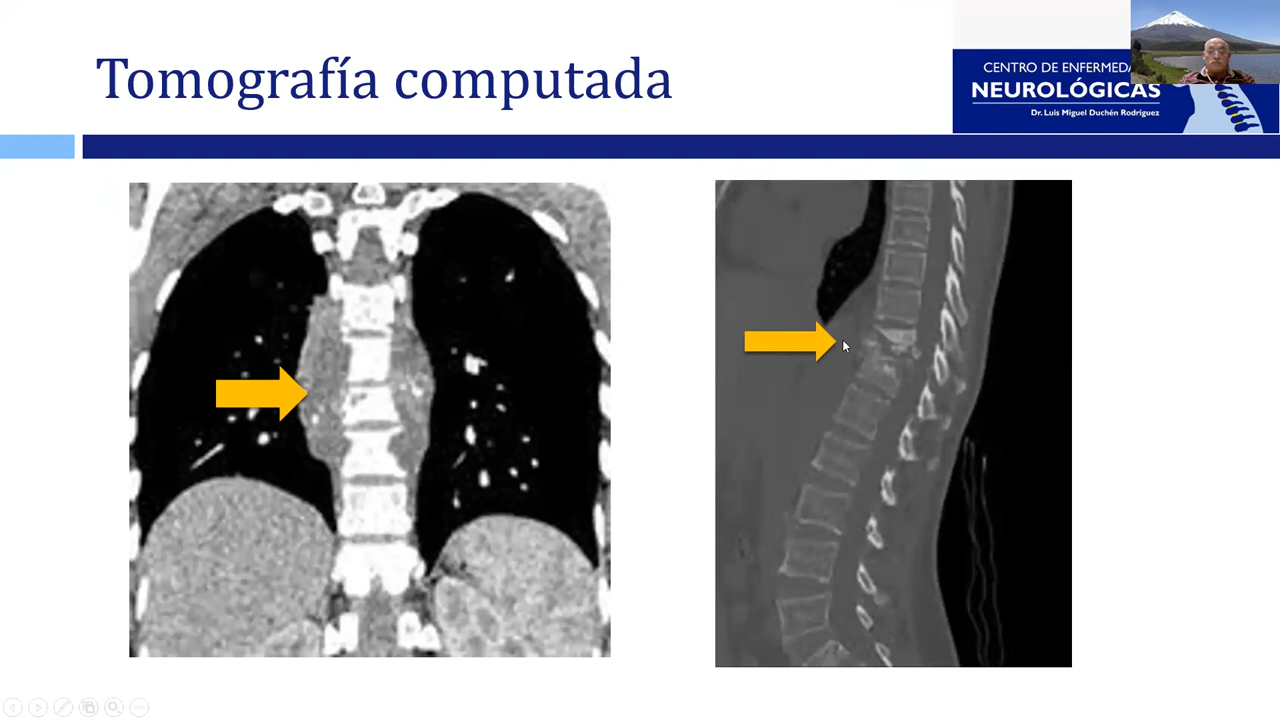 Tomografía computada
CENTRO DE ENFERMEDA
NEUROLÓGICAS
Dr. Luis Miguel Duchén Rodríguez